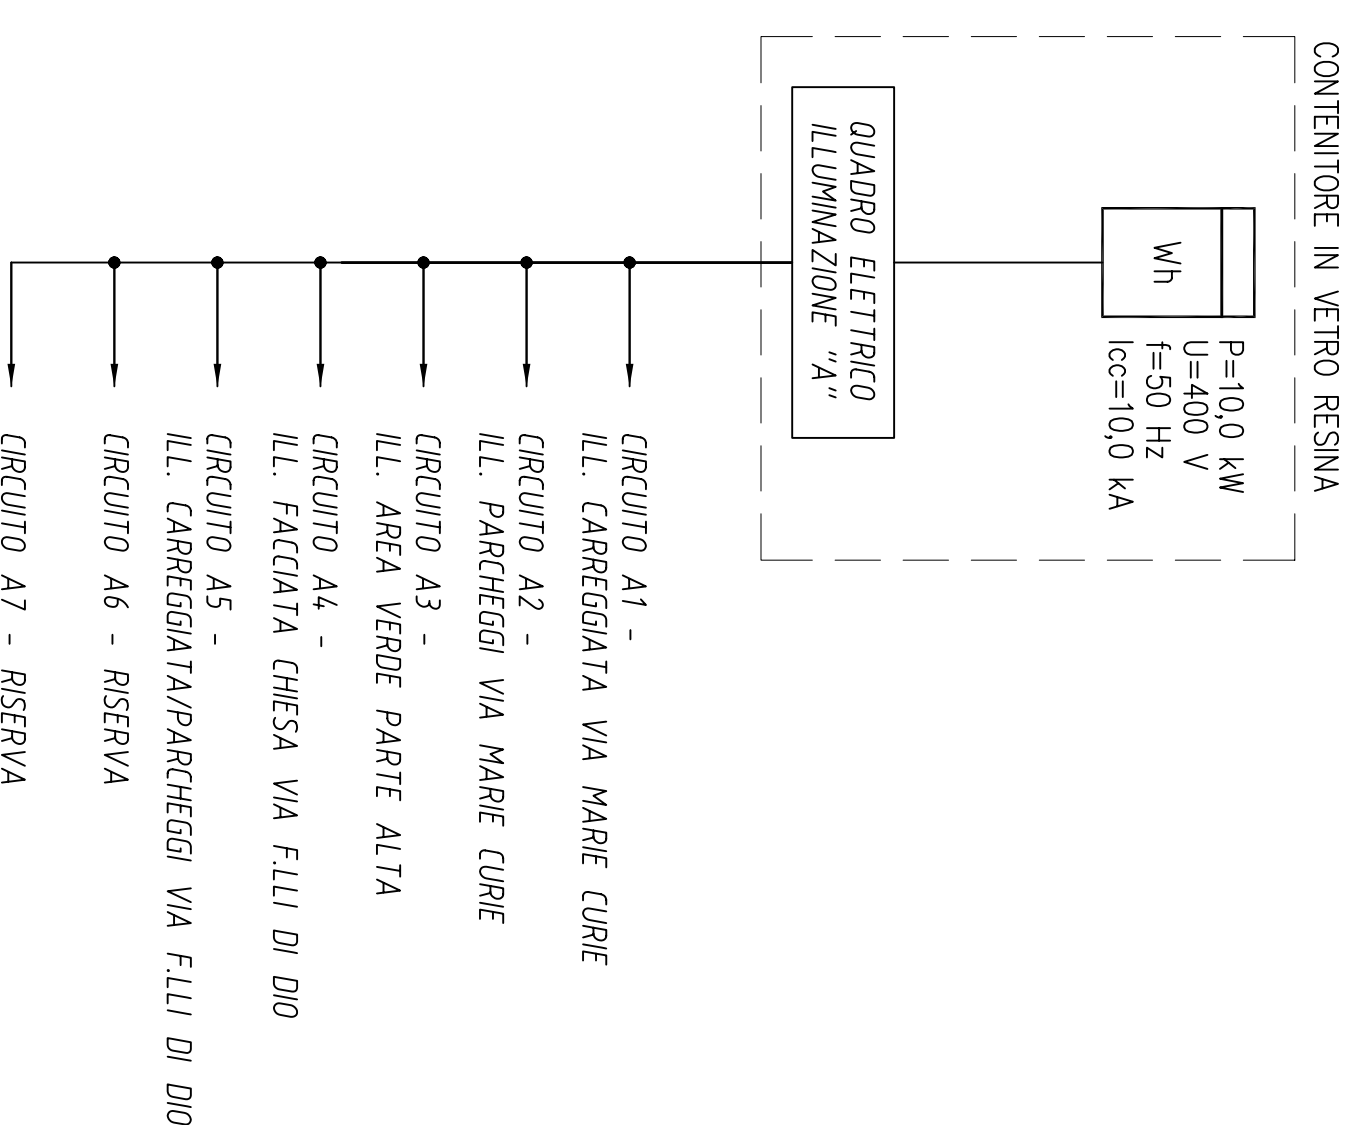 CONTENITORE IN VETRO RESINA
Wh
P=10,0 kW
U=400 V
f=50 Hz
Icc=10,0 kA
QUADRO ELETTRICO
ILLUMINAZIONE "A"
CIRCUITO A1 -
ILL. CARREGGIATA VIA MARIE CURIE
CIRCUITO A2 -
ILL. PARCHEGGI VIA MARIE CURIE
CIRCUITO A3 -
ILL. AREA VERDE PARTE ALTA
CIRCUITO A4 -
ILL. FACCIATA CHIESA VIA F.LLI DI DIO
CIRCUITO A5 -
ILL. CARREGGIATA/PARCHEGGI VIA F.LLI DI DIO
CIRCUITO A6 - RISERVA
CIRCUITO A7 - RISERVA